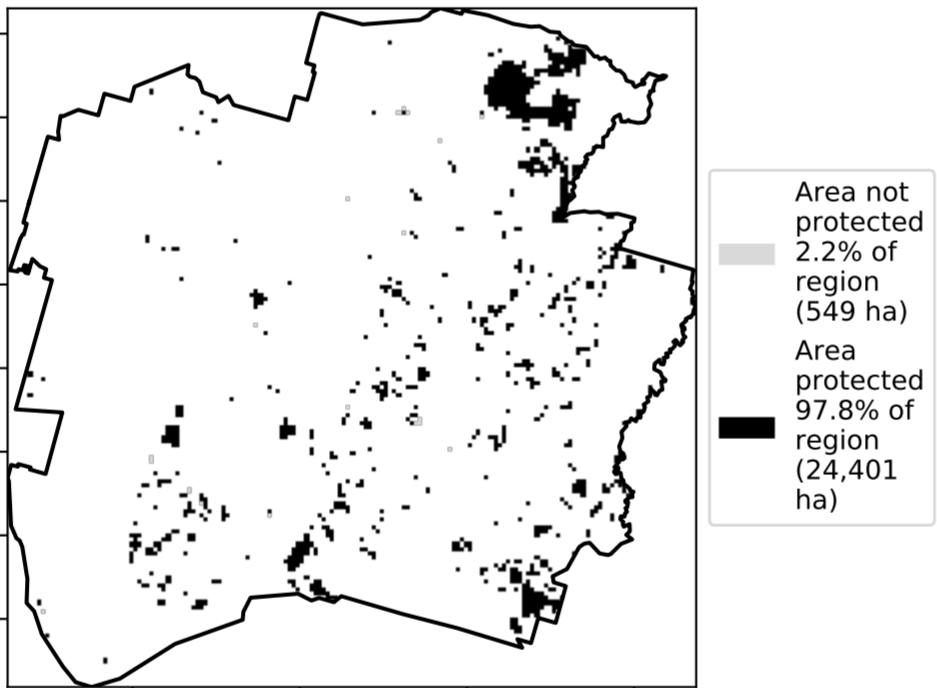 Area not
protected
2.2% of
region
(549 ha)
Area
protected
97.8% of
region
(24,401
ha)